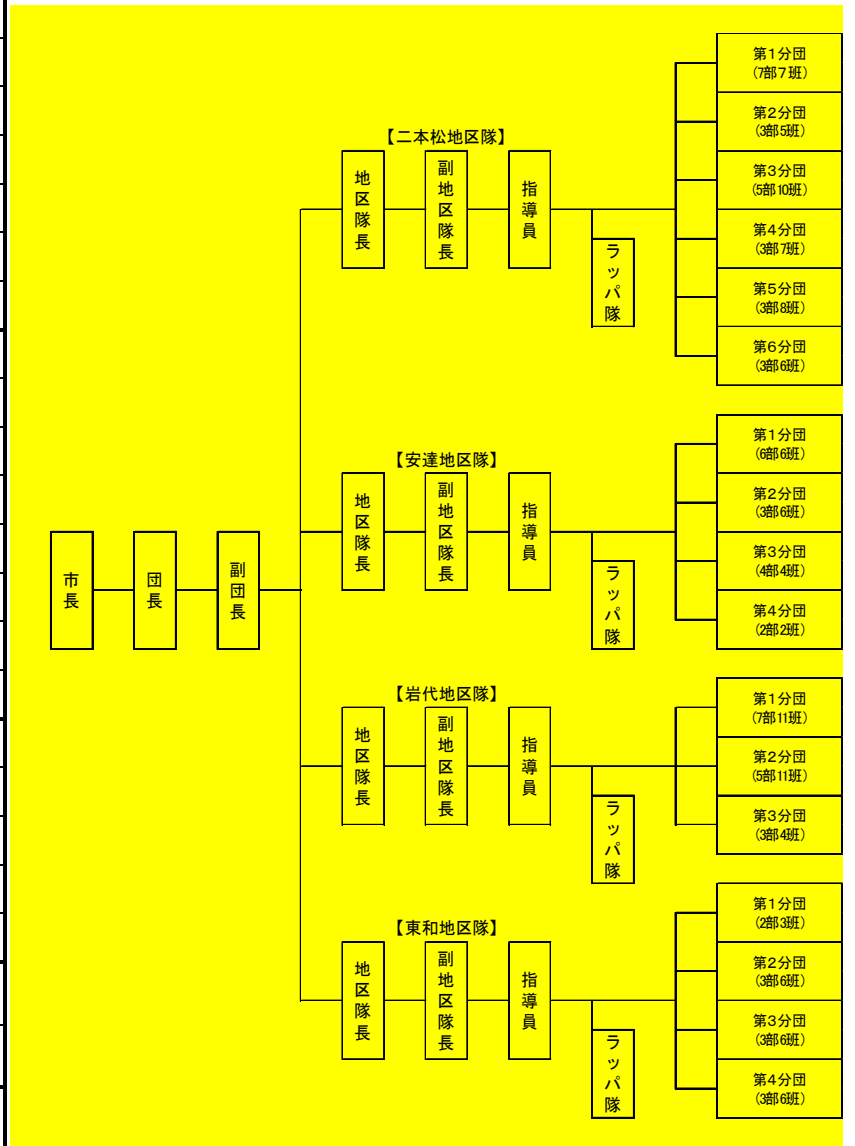 市長
団長
副団長
【二本松地区隊】
地区隊長
副地区隊長
指導員
ラッパ隊
第1分団
(7部7班)
第2分団
(3部5班)
第3分団
(5部10班)
第4分団
(3部7班)
第5分団
(3部8班)
第6分団
(3部6班)
【安達地区隊】
地区隊長
副地区隊長
指導員
ラッパ隊
第1分団
(6部6班)
第2分団
(3部6班)
第3分団
(4部4班)
第4分団
(2部2班)
【岩代地区隊】
地区隊長
副地区隊長
指導員
ラッパ隊
第1分団
(7部11班)
第2分団
(5部11班)
第3分団
(3部4班)
【東和地区隊】
地区隊長
副地区隊長
指導員
ラッパ隊
第1分団
(2部3班)
第2分団
(3部6班)
第3分団
(3部6班)
第4分団
(3部6班)